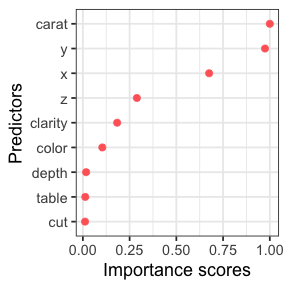 Predictors
carat
y
x
z
clarity
color
depth
table
cut
0.00 0.25 0.50 0.75 1.00
Importance scores